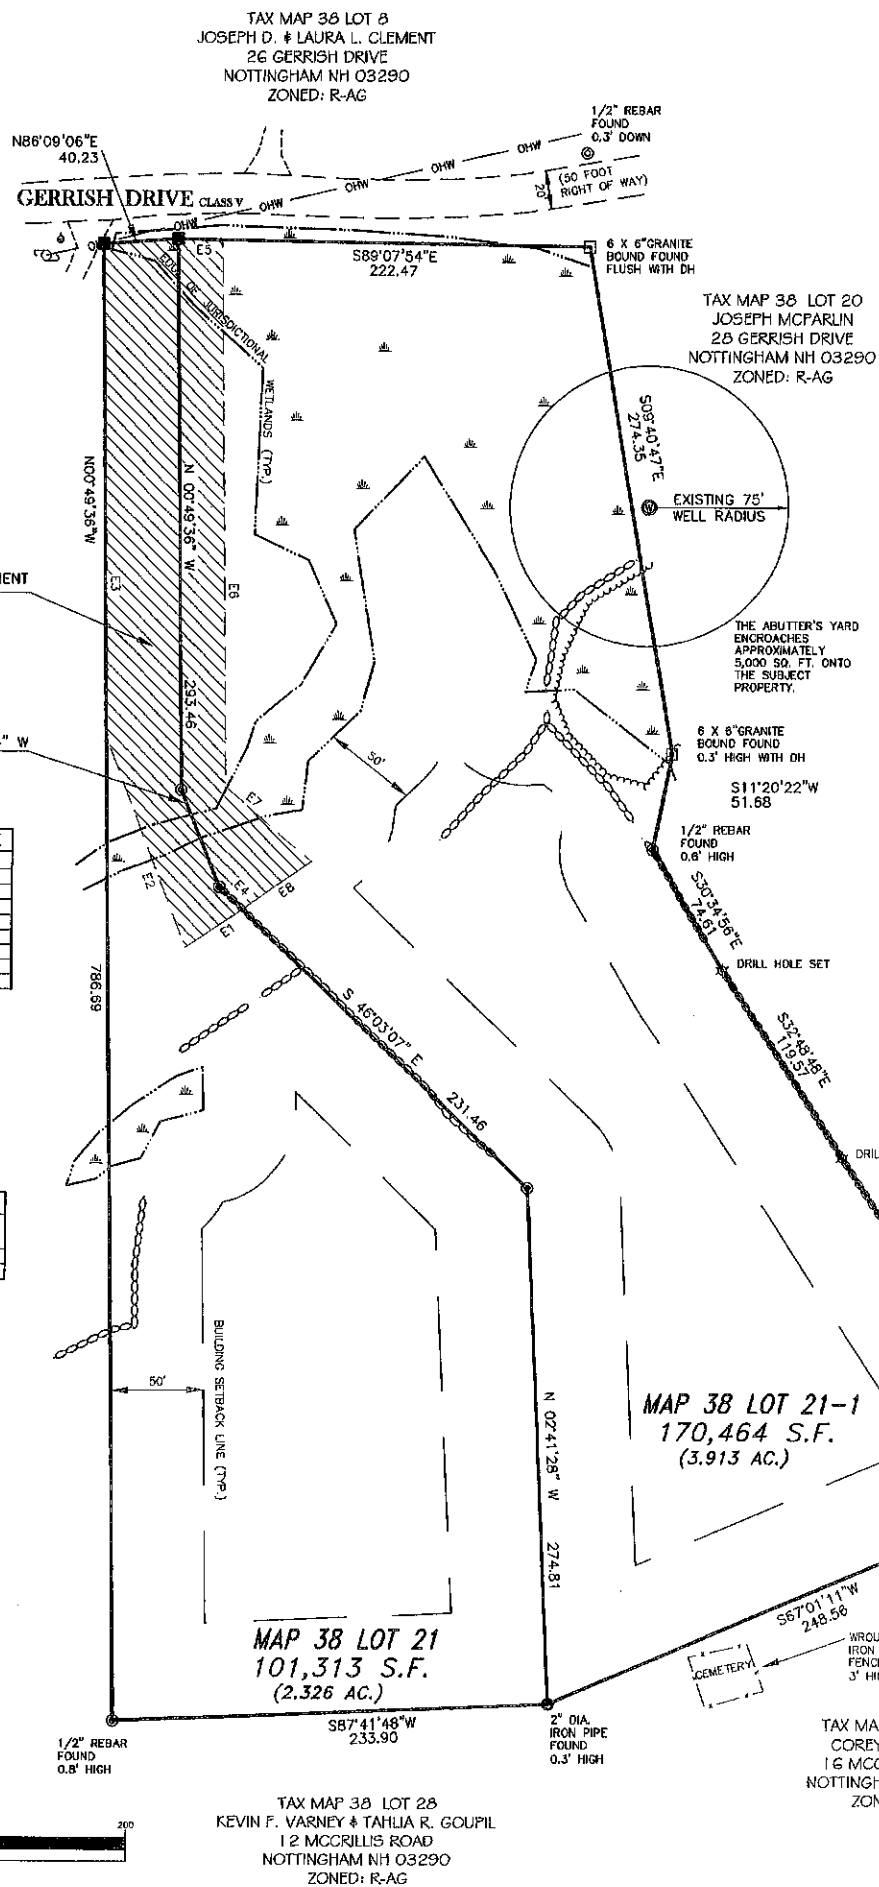 TAX MAP 38 LOT 8
JOSEPH D. & LAURA L. CLEMENT
26 GERRISH DRIVE
NOTTINGHAM NH 03290
ZONED: R-AG
1/2" REBAR
FOUND
0.3' DOWN
N86°09'06"E
40.23
OHW
OHW
OHW
OHW
GERRISH DRIVE CLASS V
20'
(50 FOOT
RIGHT OF WAY)
E5
S89°07'54"E
222.47
6 X 6"GRANITE
BOUND FOUND
FLUSH WITH DH
EDGE OF JURISDICTIONAL
WETLANDS (TYP.)
TAX MAP 38 LOT 20
JOSEPH MCPARLIN
28 GERRISH DRIVE
NOTTINGHAM NH 03290
ZONED: R-AG
S09°40'47"E
274.35
N00°49'36"W
N 00°49'36" W
EXISTING 75'
WELL RADIUS
W
MENT
E3
E6
THE ABUTTER'S YARD
ENCROACHES
APPROXIMATELY
5,000 SQ. FT. ONTO
THE SUBJECT
PROPERTY.
293.46
" W
50'
6 X 6"GRANITE
BOUND FOUND
0.3' HIGH WITH DH
S11°20'22"W
51.68
E7
1/2" REBAR
FOUND
0.6' HIGH
E2
E4
E8
E1
S30°34'56"E
74.61
DRILL HOLE SET
786.69
S 46°03'07" E
231.46
S32°48'48"E
119.57
DRIL
BUILDING SETBACK LINE (TYP.)
50'
N 02°41'28" W
274.81
MAP 38 LOT 21-1
170,464 S.F.
(3.913 AC.)
S67°01'11"W
248.56
MAP 38 LOT 21
101,313 S.F.
(2.326 AC.)
CEMETERY
WROU
IRON
FENC
3' HI
S87°41'48"W
233.90
2" DIA.
IRON PIPE
FOUND
0.3' HIGH
1/2" REBAR
FOUND
0.8' HIGH
TAX MA
COREY
16 MCC
NOTTINGH
ZON
TAX MAP 38 LOT 28
KEVIN F. VARNEY & TAHLIA R. GOUPIL
12 MCCRILLIS ROAD
NOTTINGHAM NH 03290
ZONED: R-AG
200